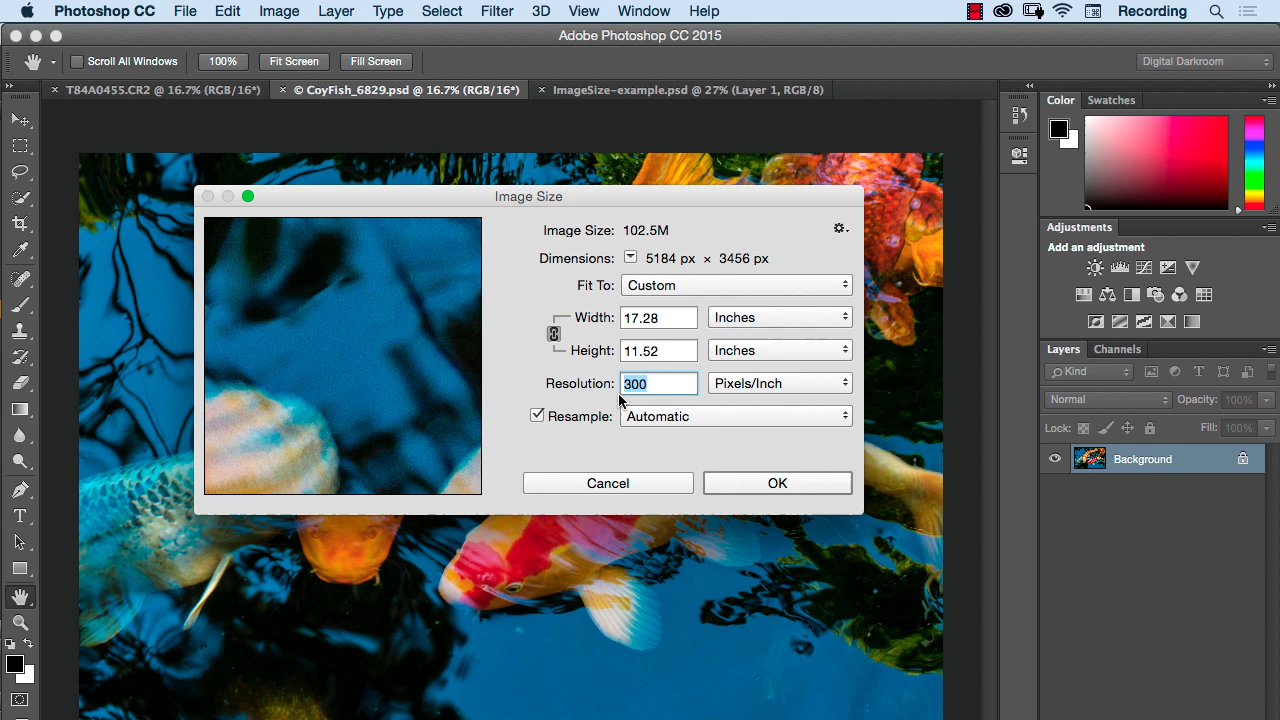 Photoshop CC File Edit Image Layer Type Select Filter 3D View Window Help Recording
Adobe Photoshop CC 2015
Scroll All Windows 100% Fit Screen Fill Screen Digital Darkroom
× T84A0455.CR2 @ 16.7% (RGB/16*) × © CoyFish_6829.psd @ 16.7% (RGB/16*) × ImageSize-example.psd @ 27% (Layer 1, RGB/8)
Color Swatches
Image Size
Image Size: 102.5M
Dimensions: 5184 px × 3456 px
Fit To: Custom
Width: 17.28 Inches
Height: 11.52 Inches
Resolution: 300 Pixels/Inch
Resample: Automatic
Cancel OK
Adjustments
Add an adjustment
Layers Channels
Kind
Normal Opacity: 100%
Lock: Fill: 100%
Background
T